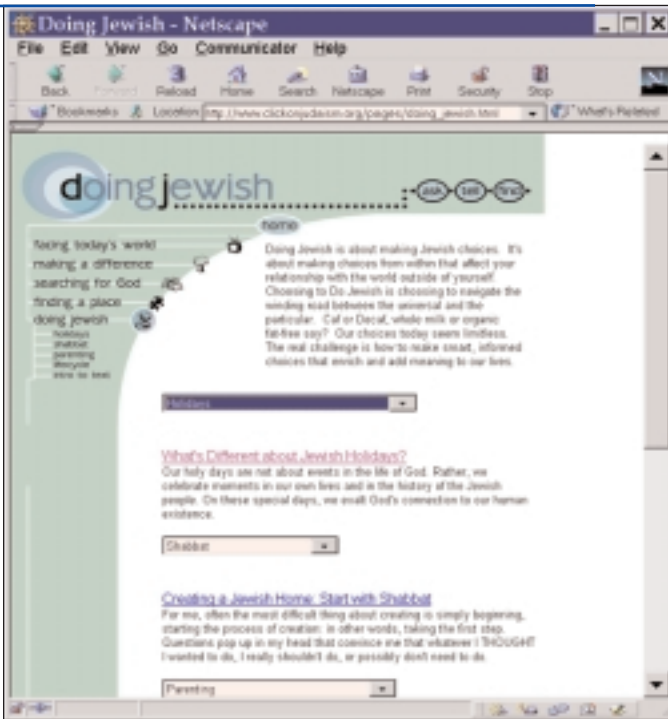 Doing Jewish - Netscape
File Edit View Go Communicator Help
Back Forward Reload Home Search Netscape Print Security Stop
Bookmarks Location http://www.clickonjudaism.org/pages/doing_jewish.html What's Related
doing jewish
ask tell find
home
facing today's world
making a difference
searching for God
finding a place
doing jewish
holidays
shabbat
parenting
lifecycle
intro to text
Doing Jewish is about making Jewish choices. It's
about making choices from within that affect your
relationship with the world outside of yourself.
Choosing to Do Jewish is choosing to navigate the
winding road between the universal and the
particular. Caf or Decaf, whole milk or organic
fat-free soy? Our choices today seem limitless.
The real challenge is how to make smart, informed
choices that enrich and add meaning to our lives.
Holidays
What's Different about Jewish Holidays?
Our holy days are not about events in the life of God. Rather, we
celebrate moments in our own lives and in the history of the Jewish
people. On these special days, we exalt God's connection to our human
existence.
Shabbat
Creating a Jewish Home: Start with Shabbat
For me, often the most difficult thing about creating is simply beginning,
starting the process of creation: in other words, taking the first step.
Questions pop up in my head that convince me that whatever I THOUGHT
I wanted to do, I really shouldn't do, or possibly don't need to do.
Parenting